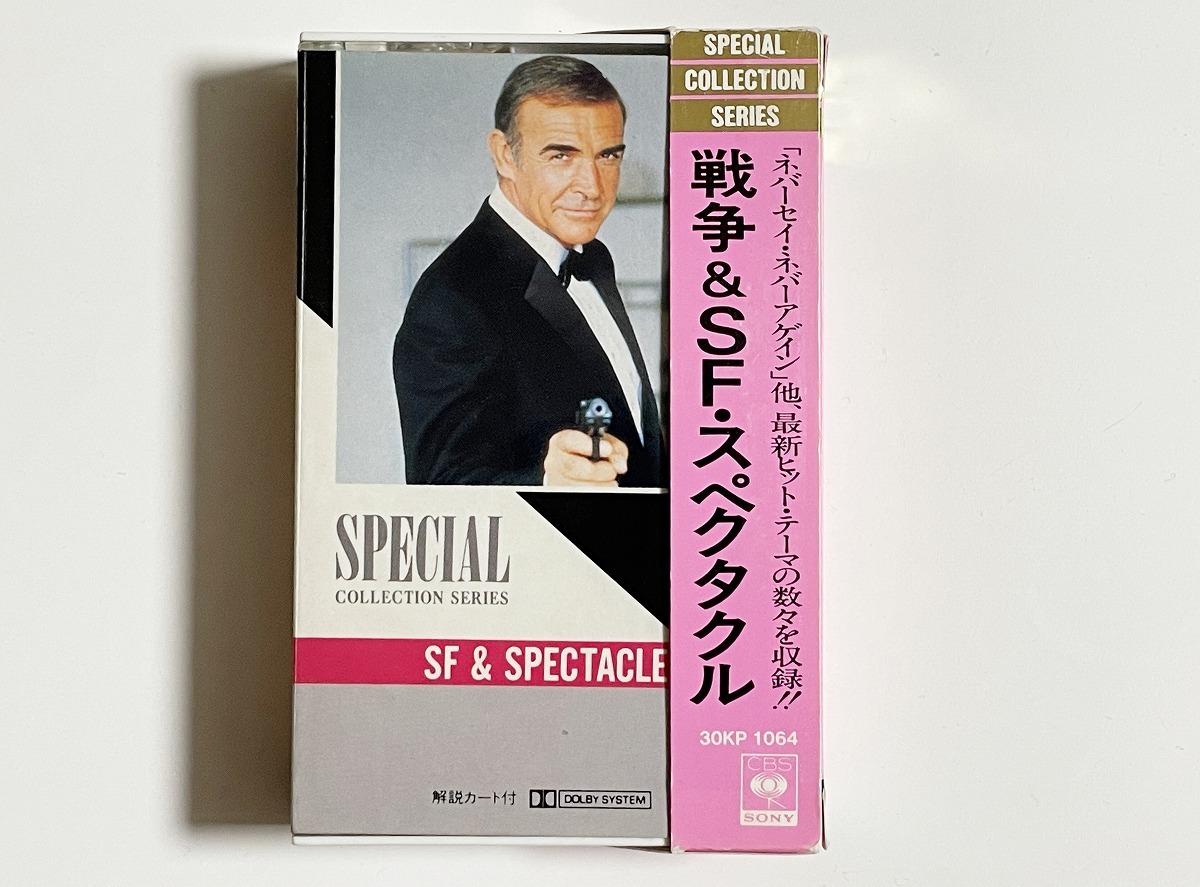 SPECIAL
COLLECTION SERIES
SF & SPECTACLE
解説カード付
DOLBY SYSTEM
SPECIAL
COLLECTION
SERIES
「ネバーセイ・ネバーアゲイン」他、最新ヒット・テーマの数々を収録!!
戦争&SF・スペクタクル
30KP 1064
CBS
SONY